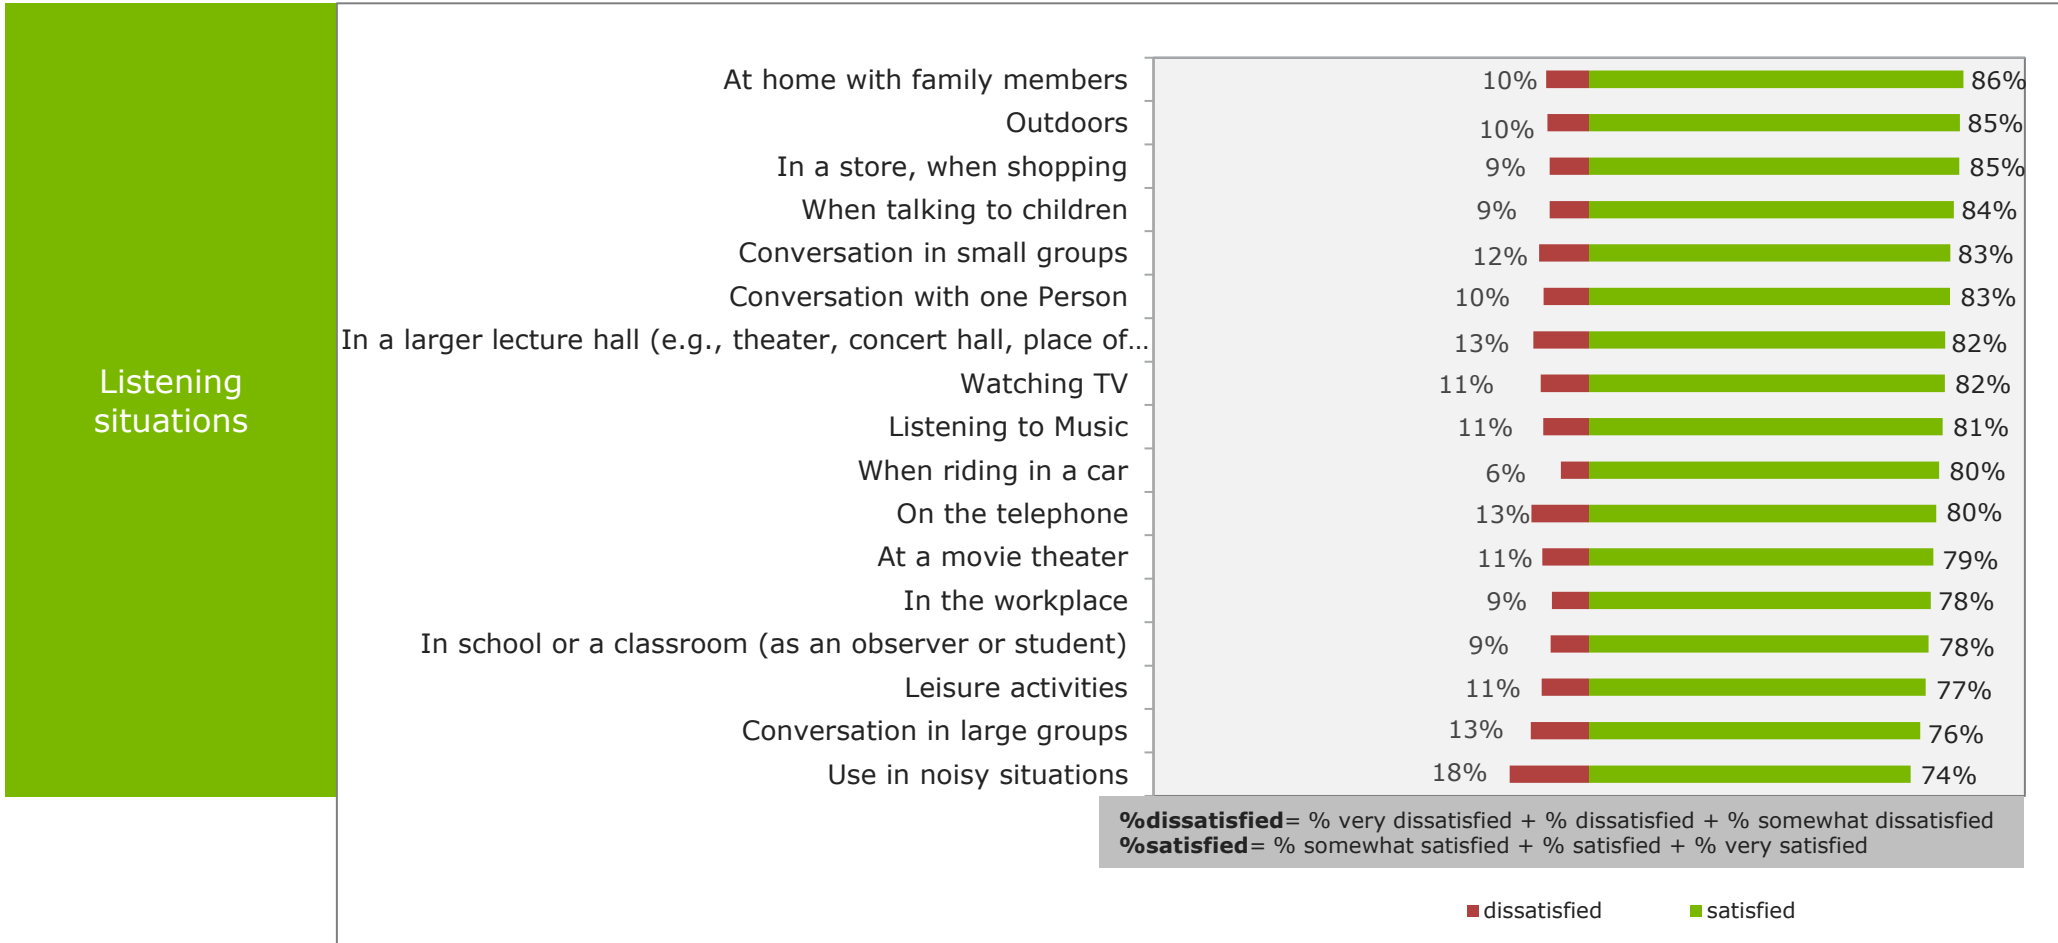 Listening
situations
At home with family members 10% 86%
Outdoors 10% 85%
In a store, when shopping 9% 85%
When talking to children 9% 84%
Conversation in small groups 12% 83%
Conversation with one Person 10% 83%
In a larger lecture hall (e.g., theater, concert hall, place of… 13% 82%
Watching TV 11% 82%
Listening to Music 11% 81%
When riding in a car 6% 80%
On the telephone 13% 80%
At a movie theater 11% 79%
In the workplace 9% 78%
In school or a classroom (as an observer or student) 9% 78%
Leisure activities 11% 77%
Conversation in large groups 13% 76%
Use in noisy situations 18% 74%
%dissatisfied= % very dissatisfied + % dissatisfied + % somewhat dissatisfied
%satisfied= % somewhat satisfied + % satisfied + % very satisfied
dissatisfied satisfied